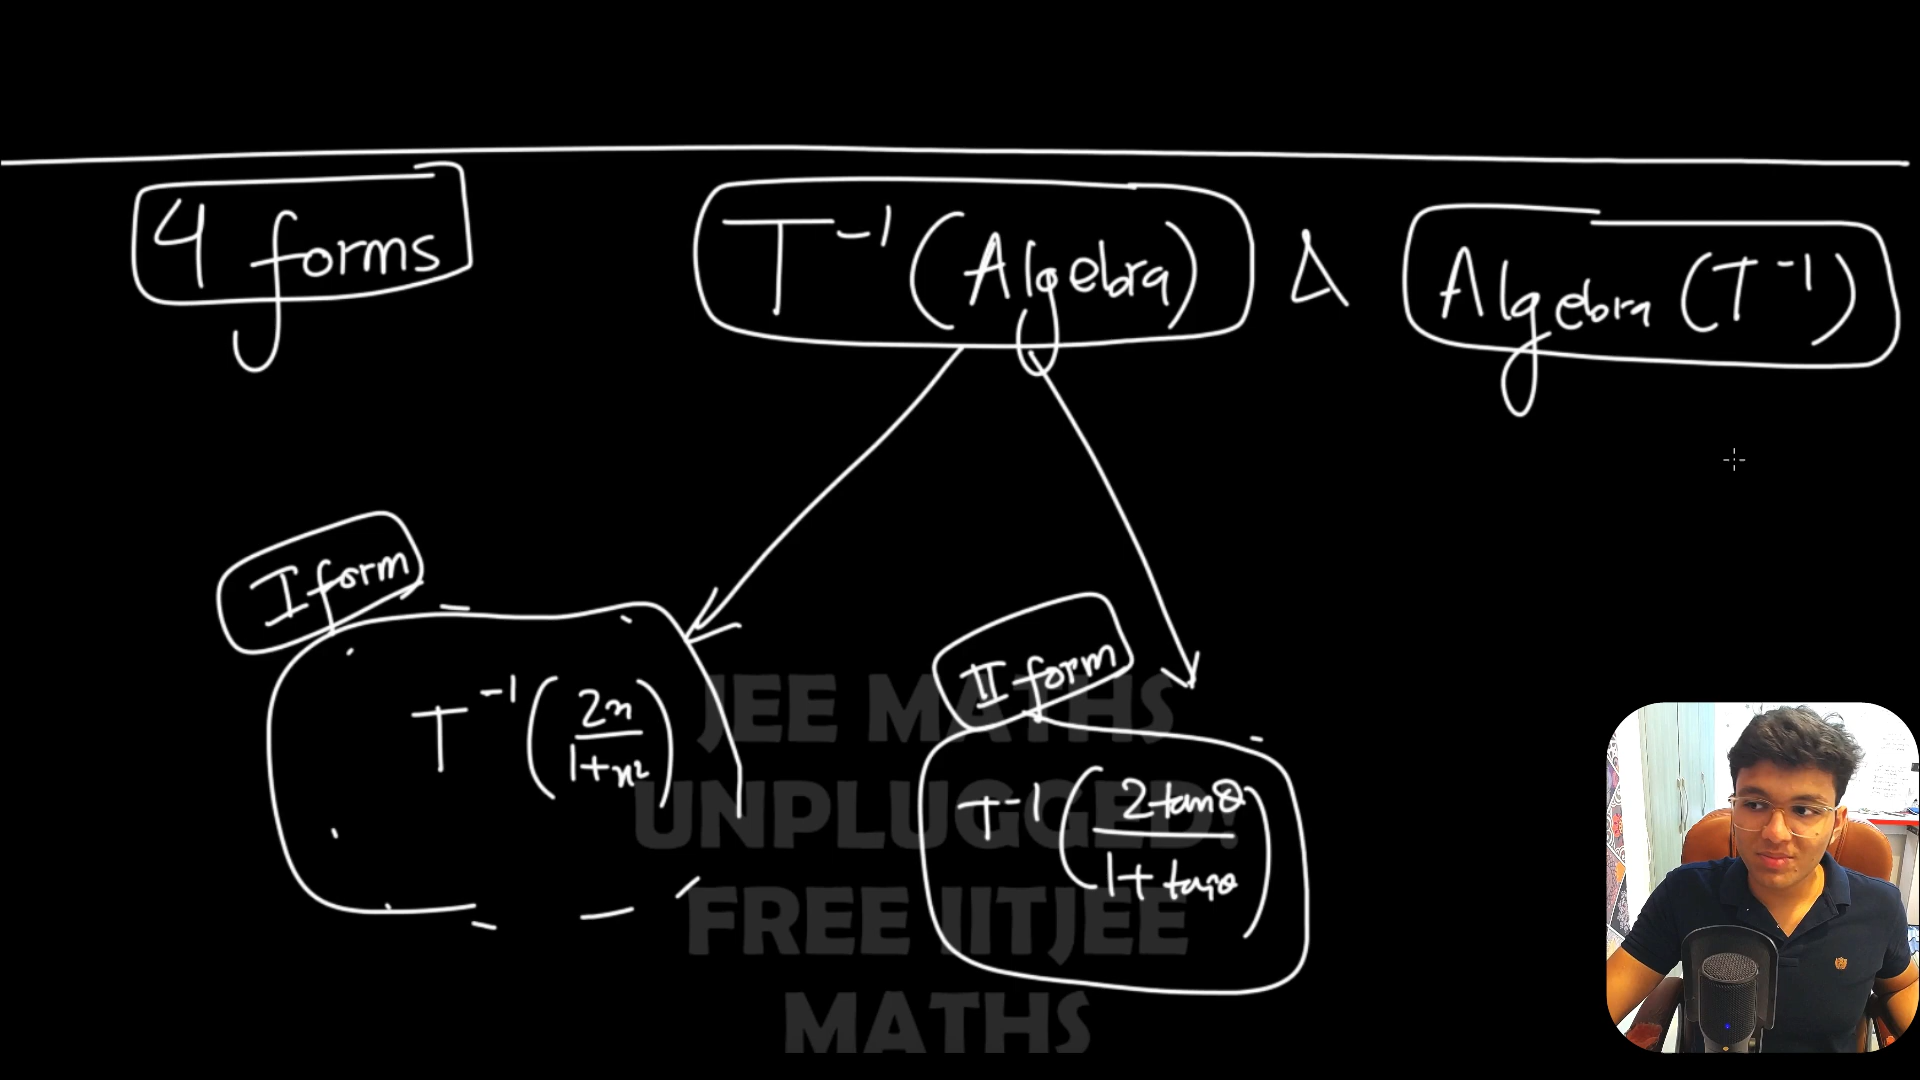 4 forms
T⁻¹(Algebra) & Algebra (T⁻¹)
I form
T⁻¹(2x/1+x²)
II form
T⁻¹(2tanθ/1+tan²θ)
JEE MATHS
UNPLUGGED!
FREE IITJEE
MATHS